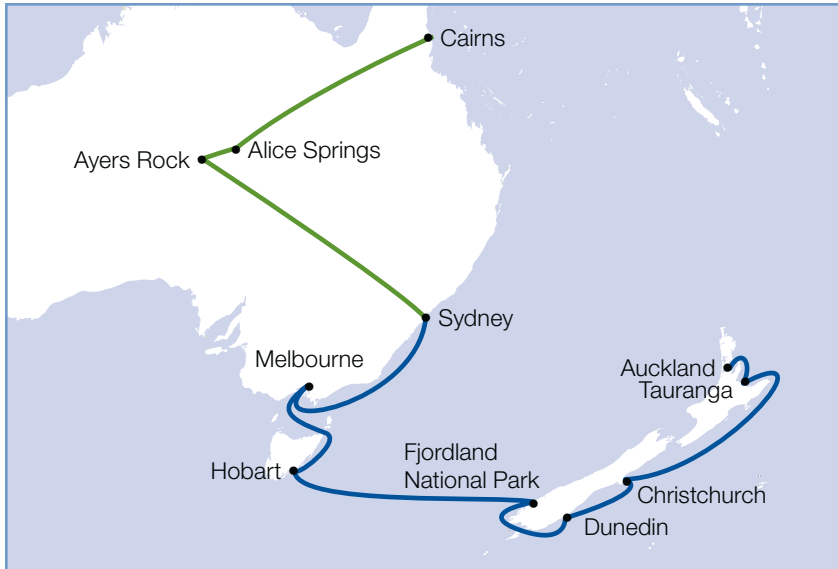 Cairns
Alice Springs
Ayers Rock
Sydney
Melbourne
Auckland
Tauranga
Fjordland
National Park
Hobart
Christchurch
Dunedin